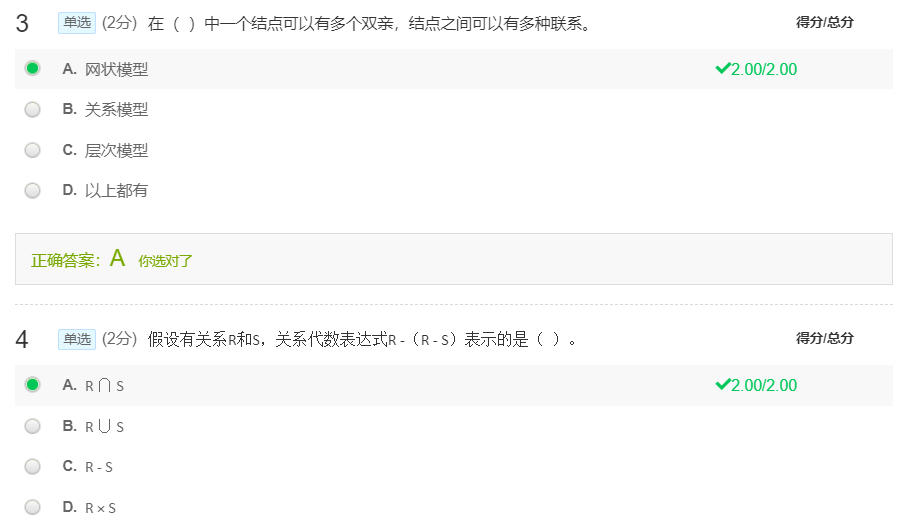 3 单选 (2分) 在（ ）中一个结点可以有多个双亲，结点之间可以有多种联系。 得分/总分
A. 网状模型 2.00/2.00
B. 关系模型
C. 层次模型
D. 以上都有
正确答案：A 你选对了
4 单选 (2分) 假设有关系R和S，关系代数表达式R -（R - S）表示的是（ ）。 得分/总分
A. R ⋂ S 2.00/2.00
B. R ⋃ S
C. R - S
D. R × S